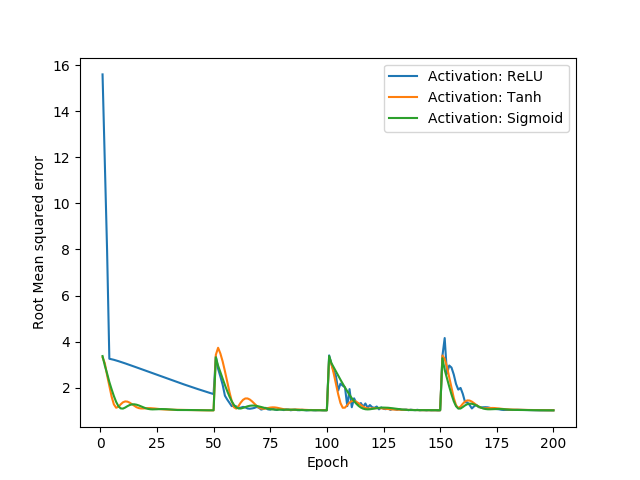 16
14
12
10
8
6
4
2
Root Mean squared error
Activation: ReLU
Activation: Tanh
Activation: Sigmoid
0 25 50 75 100 125 150 175 200
Epoch